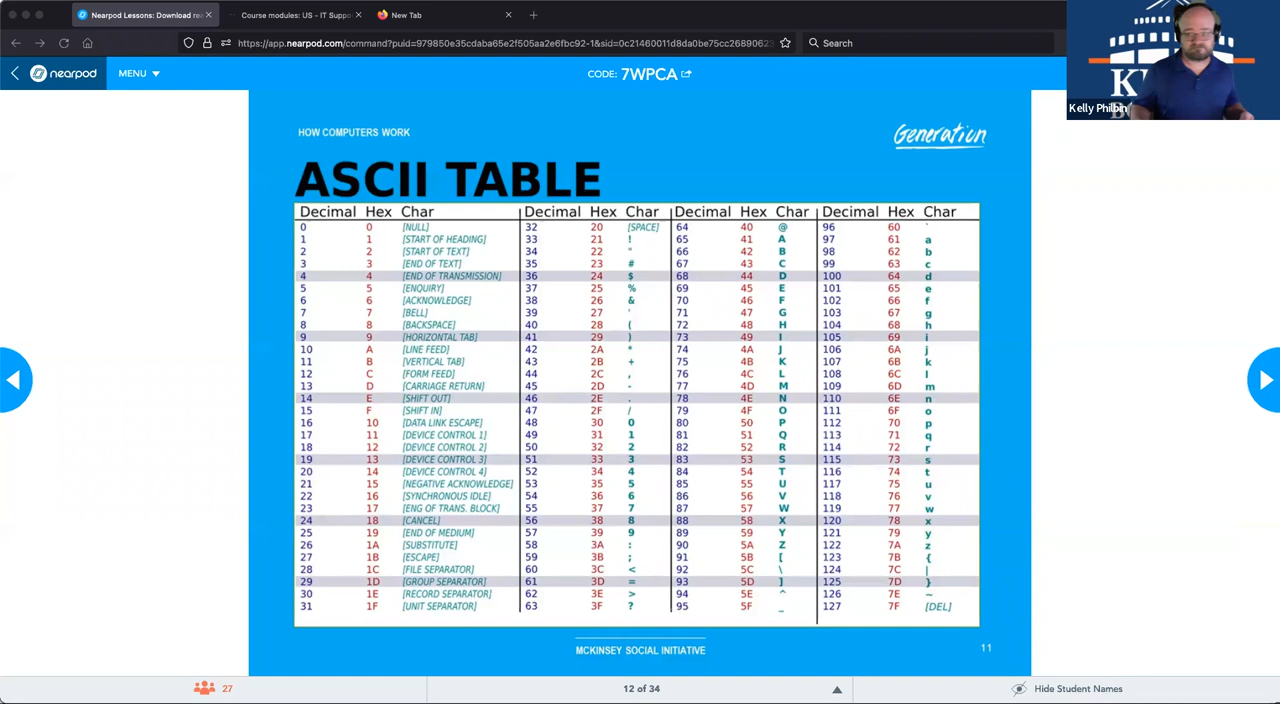 Nearpod Lessons: Download rea
Course modules: US - IT Suppo
New Tab
https://app.nearpod.com/command?puid=979850e35cdaba65e2f505aa2e6fbc92-1&sid=0c21460011d8da0be75cc26890623
Search
nearpod
MENU
CODE: 7WPCA
Kelly Philbin
HOW COMPUTERS WORK
Generation
ASCII TABLE
Decimal Hex Char Decimal Hex Char Decimal Hex Char Decimal Hex Char
0 0 [NULL] 32 20 [SPACE] 64 40 @ 96 60 `
1 1 [START OF HEADING] 33 21 ! 65 41 A 97 61 a
2 2 [START OF TEXT] 34 22 " 66 42 B 98 62 b
3 3 [END OF TEXT] 35 23 # 67 43 C 99 63 c
4 4 [END OF TRANSMISSION] 36 24 $ 68 44 D 100 64 d
5 5 [ENQUIRY] 37 25 % 69 45 E 101 65 e
6 6 [ACKNOWLEDGE] 38 26 & 70 46 F 102 66 f
7 7 [BELL] 39 27 ' 71 47 G 103 67 g
8 8 [BACKSPACE] 40 28 ( 72 48 H 104 68 h
9 9 [HORIZONTAL TAB] 41 29 ) 73 49 I 105 69 i
10 A [LINE FEED] 42 2A * 74 4A J 106 6A j
11 B [VERTICAL TAB] 43 2B + 75 4B K 107 6B k
12 C [FORM FEED] 44 2C , 76 4C L 108 6C l
13 D [CARRIAGE RETURN] 45 2D - 77 4D M 109 6D m
14 E [SHIFT OUT] 46 2E . 78 4E N 110 6E n
15 F [SHIFT IN] 47 2F / 79 4F O 111 6F o
16 10 [DATA LINK ESCAPE] 48 30 0 80 50 P 112 70 p
17 11 [DEVICE CONTROL 1] 49 31 1 81 51 Q 113 71 q
18 12 [DEVICE CONTROL 2] 50 32 2 82 52 R 114 72 r
19 13 [DEVICE CONTROL 3] 51 33 3 83 53 S 115 73 s
20 14 [DEVICE CONTROL 4] 52 34 4 84 54 T 116 74 t
21 15 [NEGATIVE ACKNOWLEDGE] 53 35 5 85 55 U 117 75 u
22 16 [SYNCHRONOUS IDLE] 54 36 6 86 56 V 118 76 v
23 17 [ENG OF TRANS. BLOCK] 55 37 7 87 57 W 119 77 w
24 18 [CANCEL] 56 38 8 88 58 X 120 78 x
25 19 [END OF MEDIUM] 57 39 9 89 59 Y 121 79 y
26 1A [SUBSTITUTE] 58 3A : 90 5A Z 122 7A z
27 1B [ESCAPE] 59 3B ; 91 5B [ 123 7B {
28 1C [FILE SEPARATOR] 60 3C < 92 5C \ 124 7C |
29 1D [GROUP SEPARATOR] 61 3D = 93 5D ] 125 7D }
30 1E [RECORD SEPARATOR] 62 3E > 94 5E ^ 126 7E ~
31 1F [UNIT SEPARATOR] 63 3F ? 95 5F _ 127 7F [DEL]
MCKINSEY SOCIAL INITIATIVE
11
27
12 of 34
Hide Student Names